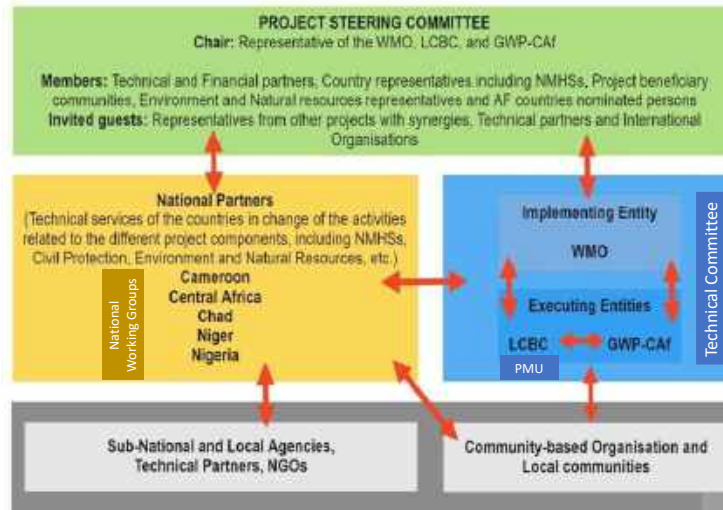 PROJECT STEERING COMMITTEE
Chair: Representative of the WMO, LCBC, and GWP-CAf
Members: Technical and Financial partners, Country representatives including NMHSs, Project beneficiary
communities, Environment and Natural resources representatives and AF countries nominated persons
Invited guests: Representatives from other projects with synergies, Technical partners and International
Organisations
National Partners
(Technical services of the countries in change of the activities
related to the different project components, including NMHSs,
Civil Protection, Environment and Natural Resources, etc.)
Cameroon
Central Africa
Chad
Niger
Nigeria
National
Working Groups
Implementing Entity
WMO
Executing Entities
LCBC
GWP-CAf
PMU
Technical Committee
Sub-National and Local Agencies,
Technical Partners, NGOs
Community-based Organisation and
Local communities